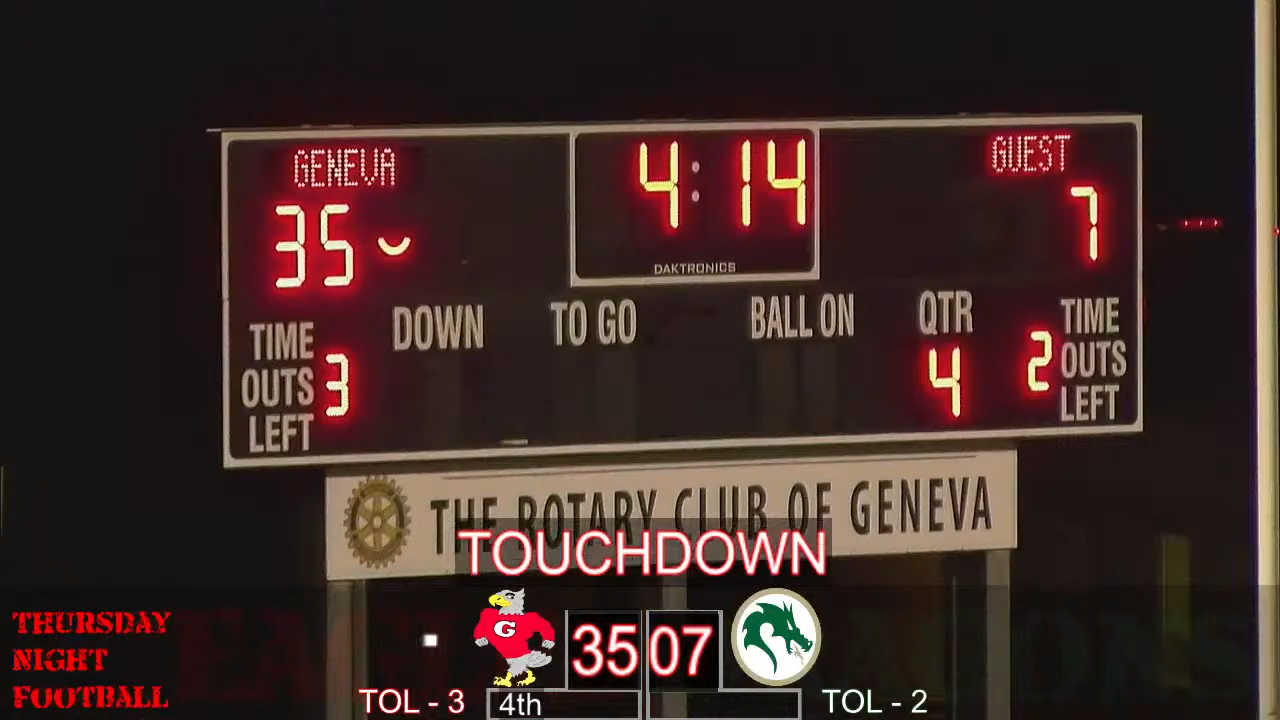 GENEVA
4:14
GUEST
35
7
DAKTRONICS
DOWN
TO GO
BALL ON
QTR
TIME
OUTS
LEFT
3
4
2
TIME
OUTS
LEFT
THE ROTARY CLUB OF GENEVA
TOUCHDOWN
THURSDAY
NIGHT
FOOTBALL
G
35
07
TOL - 3
4th
TOL - 2